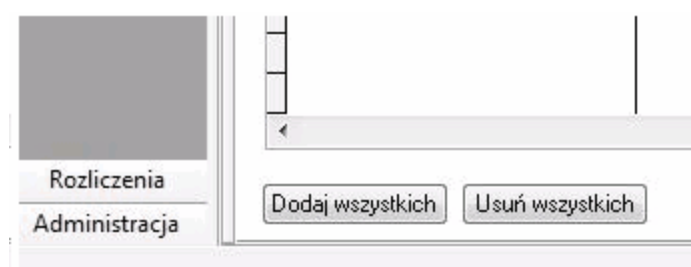 Rozliczenia
Administracja
Dodaj wszystkich
Usuń wszystkich